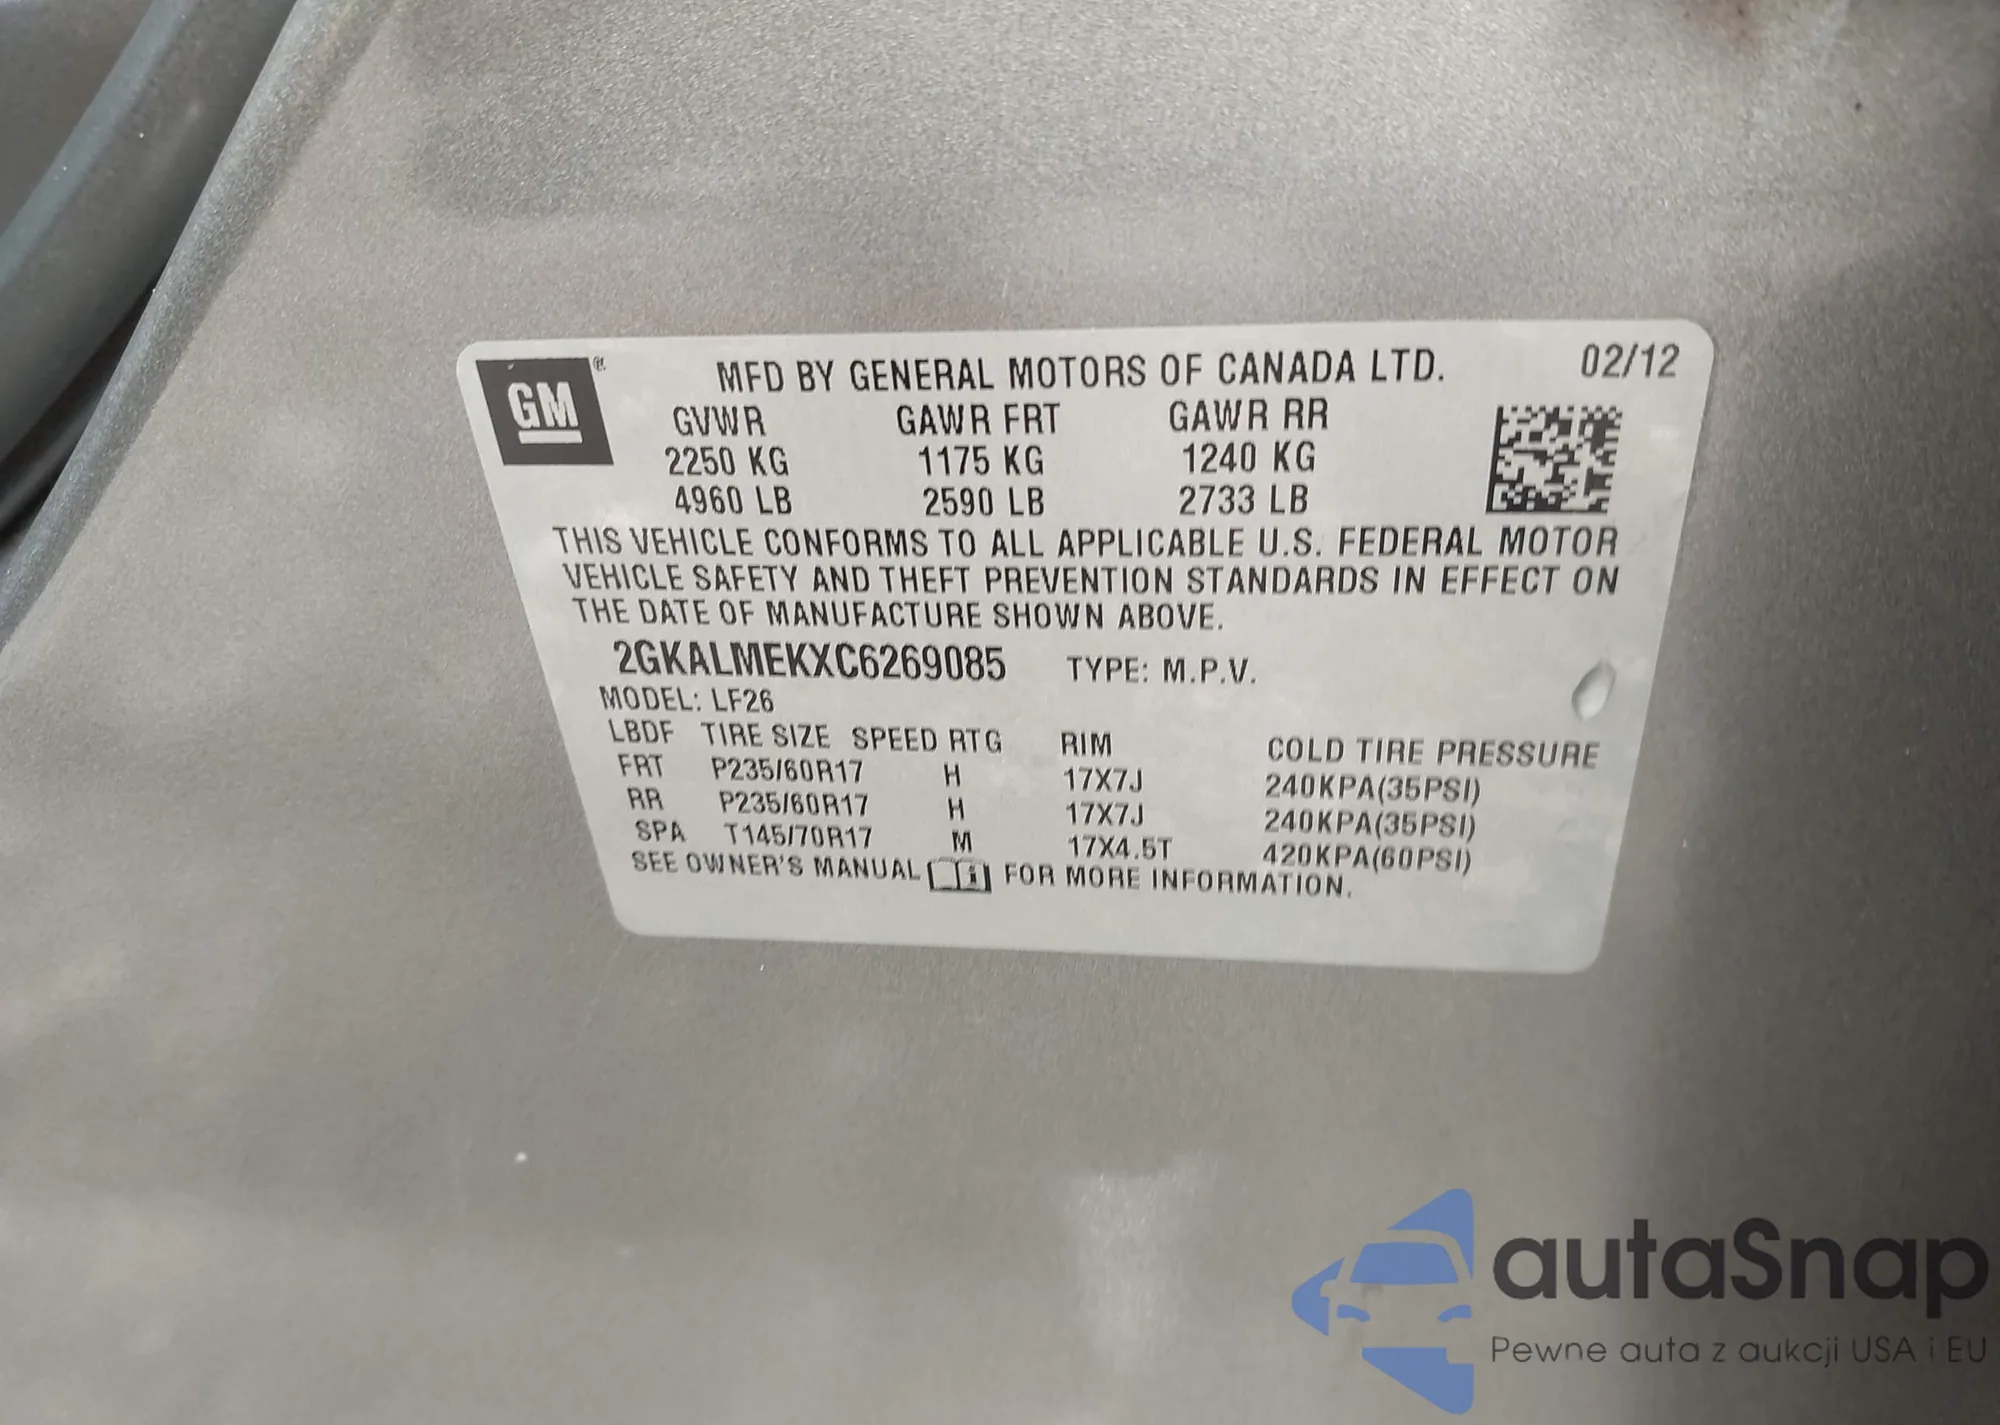 GM®
MFD BY GENERAL MOTORS OF CANADA LTD. 02/12
GVWR GAWR FRT GAWR RR
2250 KG 1175 KG 1240 KG
4960 LB 2590 LB 2733 LB
THIS VEHICLE CONFORMS TO ALL APPLICABLE U.S. FEDERAL MOTOR
VEHICLE SAFETY AND THEFT PREVENTION STANDARDS IN EFFECT ON
THE DATE OF MANUFACTURE SHOWN ABOVE.
2GKALMEKXC6269085 TYPE: M.P.V.
MODEL: LF26
LBDF TIRE SIZE SPEED RTG RIM COLD TIRE PRESSURE
FRT P235/60R17 H 17X7J 240KPA(35PSI)
RR P235/60R17 H 17X7J 240KPA(35PSI)
SPA T145/70R17 M 17X4.5T 420KPA(60PSI)
SEE OWNER'S MANUAL i FOR MORE INFORMATION.
autaSnap
Pewne auta z aukcji USA i EU